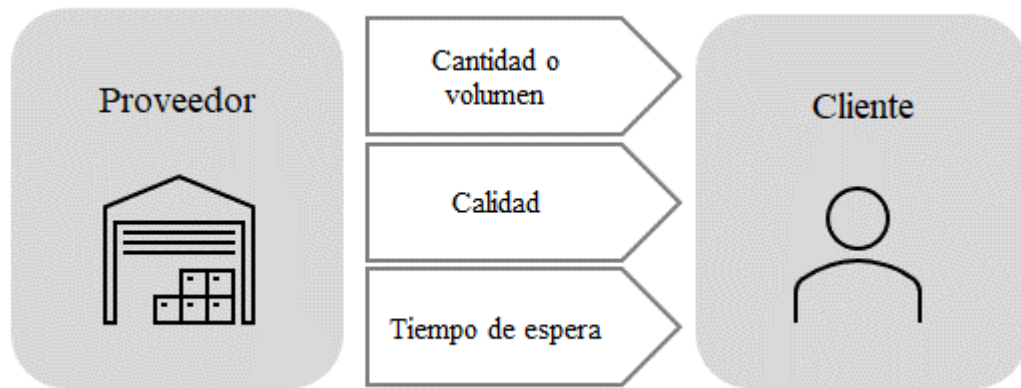 Proveedor
Cantidad o
volumen
Calidad
Tiempo de espera
Cliente